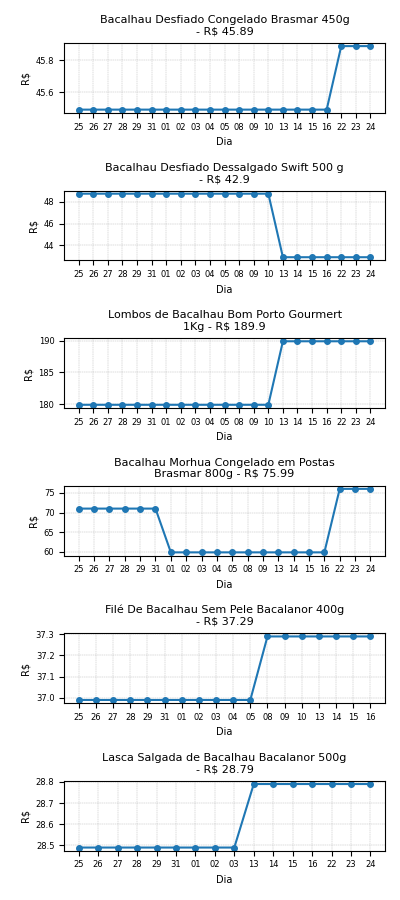 Bacalhau Desfiado Congelado Brasmar 450g
- R$ 45.89
45.8
45.6
R$
25 26 27 28 29 31 01 02 03 04 05 08 09 10 13 14 15 16 22 23 24
Dia
Bacalhau Desfiado Dessalgado Swift 500 g
- R$ 42.9
48
46
44
R$
25 26 27 28 29 31 01 02 03 04 05 08 09 10 13 14 15 16 22 23 24
Dia
Lombos de Bacalhau Bom Porto Gourmert
1Kg - R$ 189.9
190
185
180
R$
25 26 27 28 29 31 01 02 03 04 05 08 09 10 13 14 15 16 22 23 24
Dia
Bacalhau Morhua Congelado em Postas
Brasmar 800g - R$ 75.99
75
70
65
60
R$
25 26 27 28 29 31 01 02 03 04 05 08 09 13 14 15 16 22 23 24
Dia
Filé De Bacalhau Sem Pele Bacalanor 400g
- R$ 37.29
37.3
37.2
37.1
37.0
R$
25 26 27 28 29 31 01 02 03 04 05 08 09 10 13 14 15 16
Dia
Lasca Salgada de Bacalhau Bacalanor 500g
- R$ 28.79
28.8
28.7
28.6
28.5
R$
25 26 27 28 29 31 01 02 03 13 14 15 16 22 23 24
Dia